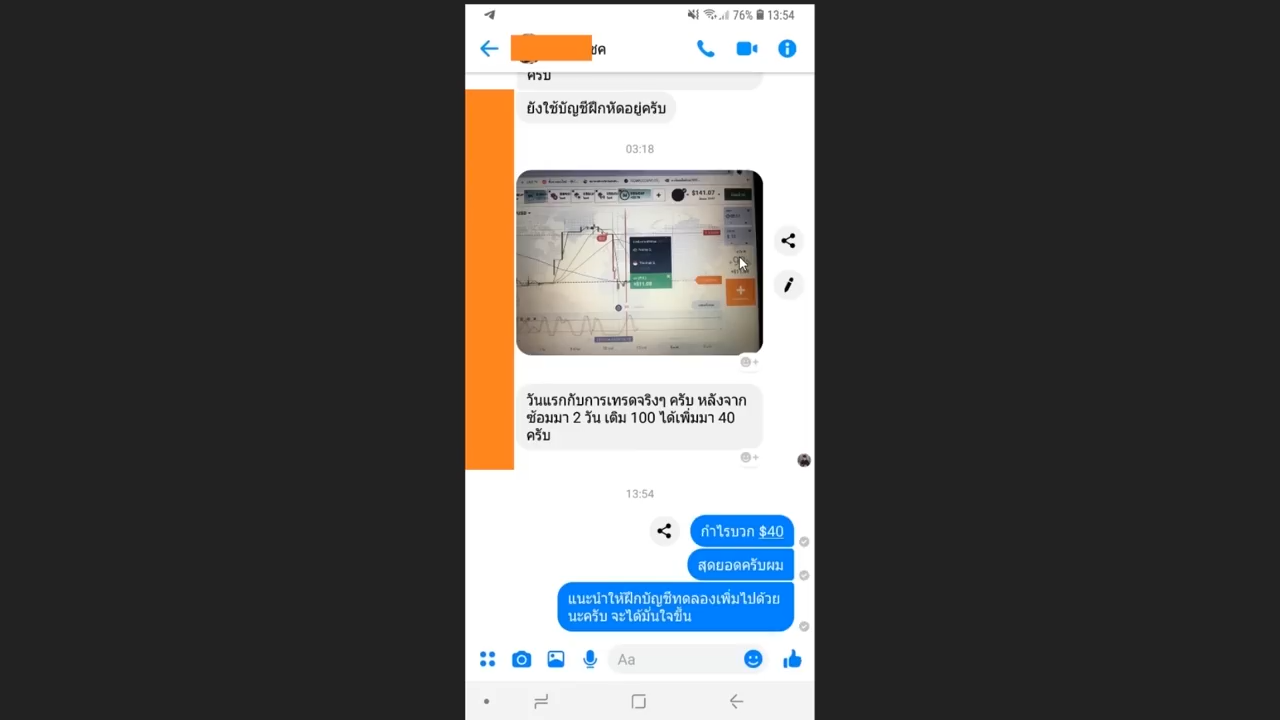 76% 13:54
ชค
ครับ
ยังใช้บัญชีฝึกหัดอยู่ครับ
03:18
$141.07
วันแรกกับการเทรดจริงๆ ครับ หลังจาก
ซ้อมมา 2 วัน เติม 100 ได้เพิ่มมา 40
ครับ
13:54
กำไรบวก $40
สุดยอดครับผม
แนะนำให้ฝึกบัญชีทดลองเพิ่มไปด้วย
นะครับ จะได้มั่นใจขึ้น
Aa